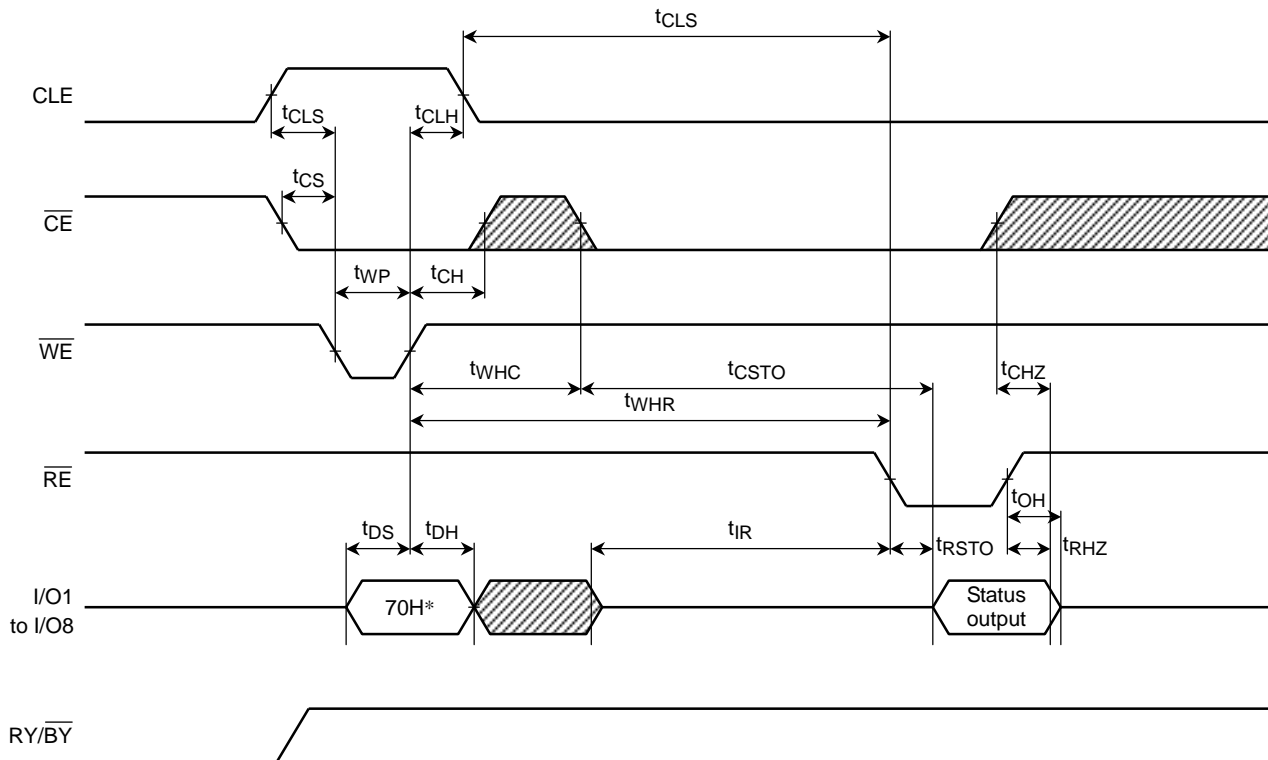 tCLS
CLE
tCLS
tCLH
tCS
CE
tWP
tCH
WE
tWHC
tCSTO
tCHZ
tWHR
RE
tOH
tDS
tDH
tIR
tRSTO
tRHZ
I/O1
to I/O8
70H*
Status
output
RY/BY